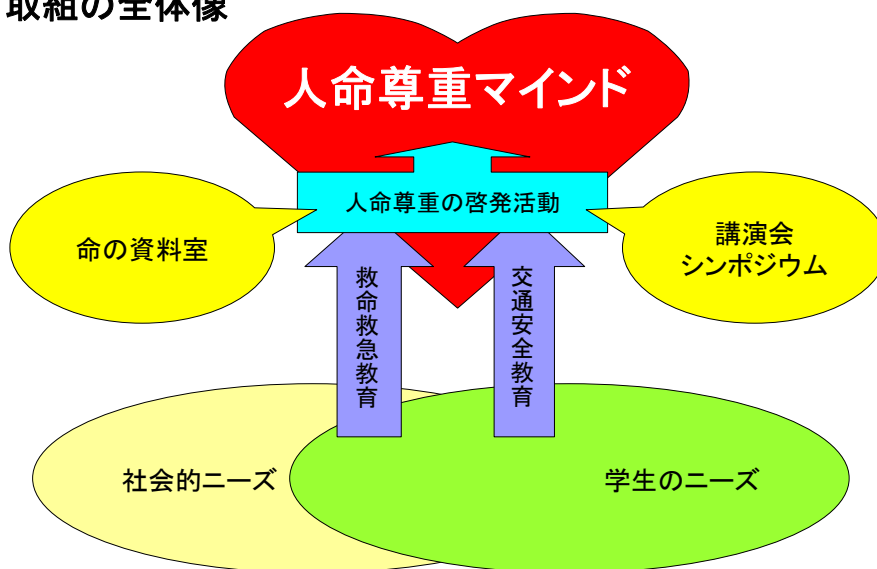 取組の全体像
人命尊重マインド
人命尊重の啓発活動
命の資料室
講演会
シンポジウム
救命救急教育
交通安全教育
社会的ニーズ
学生のニーズ